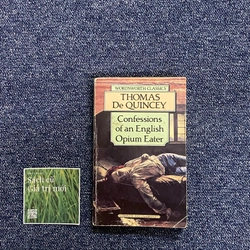 WORDSWORTH CLASSICS
THOMAS
De QUINCEY
Confessions
of an English
Opium Eater
Sách cũ
Giá trị mới